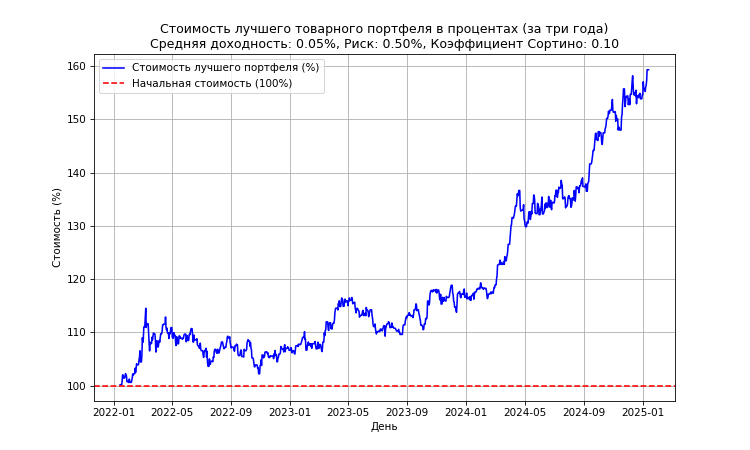 Стоимость лучшего товарного портфеля в процентах (за три года)
Средняя доходность: 0.05%, Риск: 0.50%, Коэффициент Сортино: 0.10
Стоимость лучшего портфеля (%)
Начальная стоимость (100%)
Стоимость (%)
160
150
140
130
120
110
100
2022-01 2022-05 2022-09 2023-01 2023-05 2023-09 2024-01 2024-05 2024-09 2025-01
День